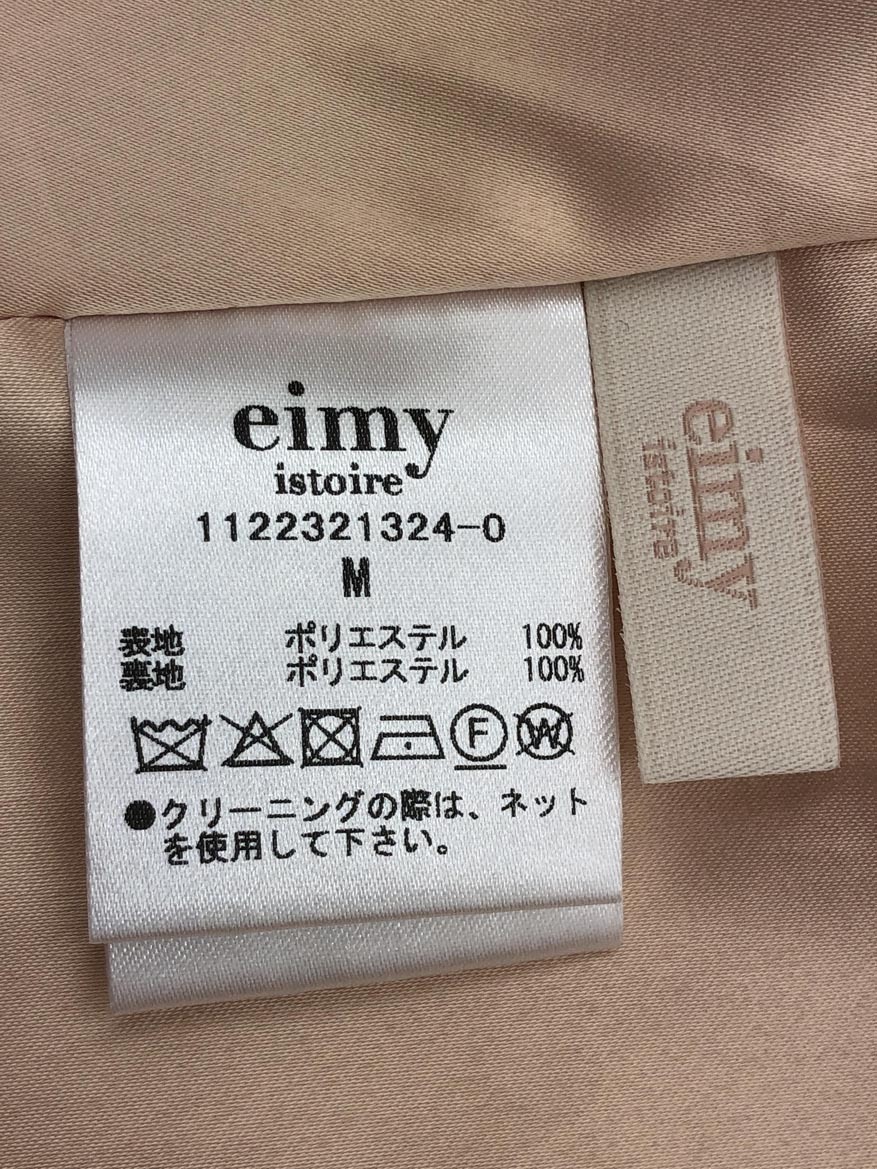 eimy
istoire
1122321324-0
M
表地 ポリエステル 100%
裏地 ポリエステル 100%
F W
●クリーニングの際は、ネット
を使用して下さい。
eimy
istoire